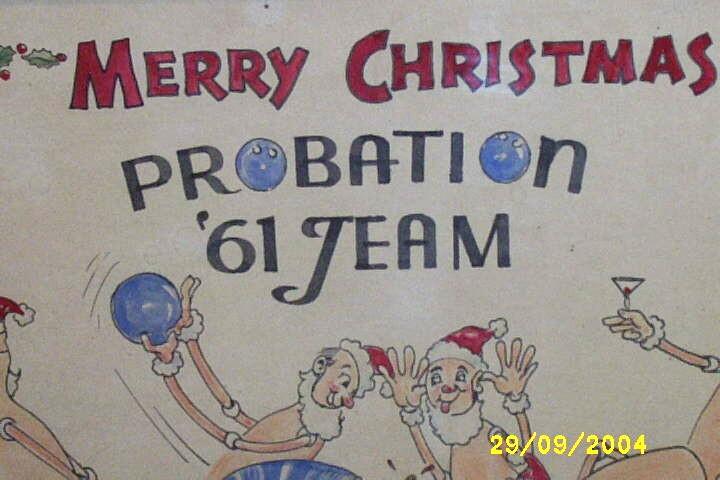 MERRY CHRISTMAS
PROBATION
'61 TEAM
29/09/2004